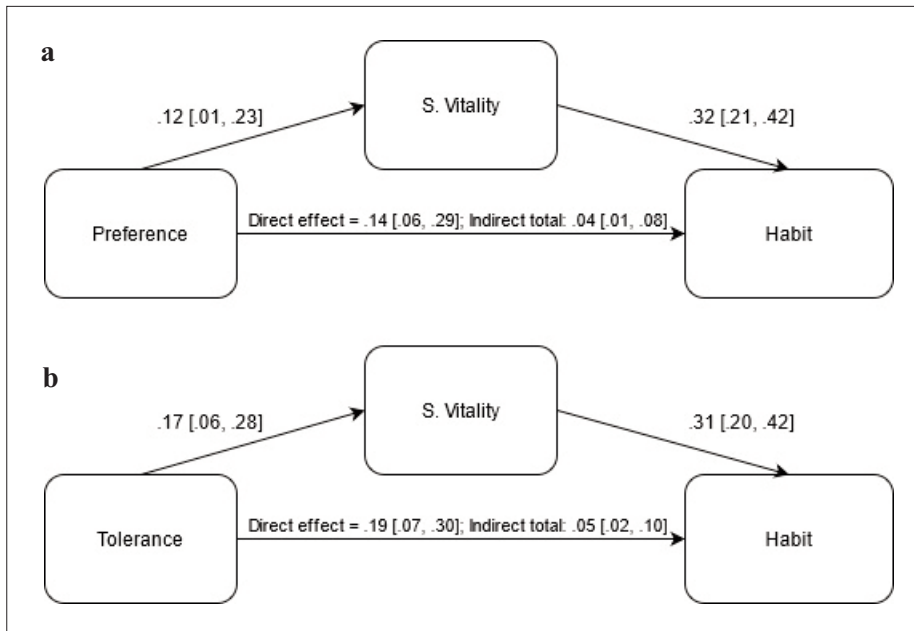 a
S. Vitality
.12 [.01, .23]
.32 [.21, .42]
Preference
Direct effect = .14 [.06, .29]; Indirect total: .04 [.01, .08]
Habit
b
S. Vitality
.17 [.06, .28]
.31 [.20, .42]
Tolerance
Direct effect = .19 [.07, .30]; Indirect total: .05 [.02, .10]
Habit